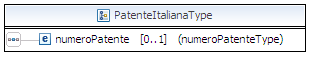 PatenteItalianaType
e numeroPatente [0..1] (numeroPatenteType)